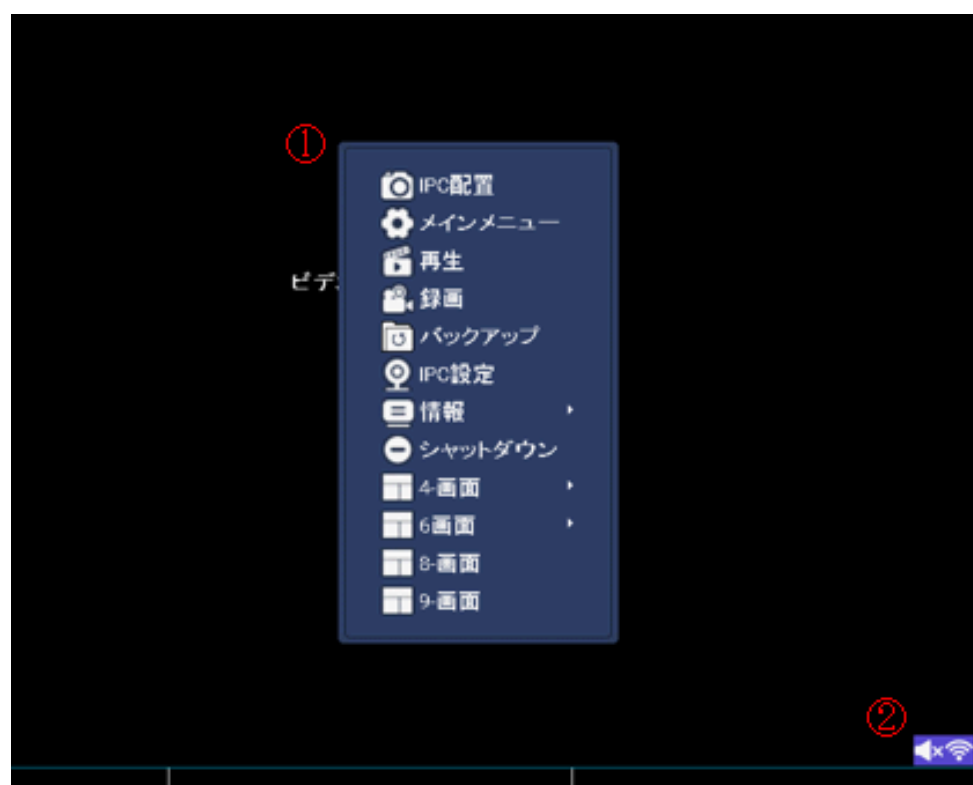 ①
IPC配置
メインメニュー
再生
ビデ
録画
バックアップ
IPC設定
情報
シャットダウン
4-画面
6画面
8-画面
9-画面
②